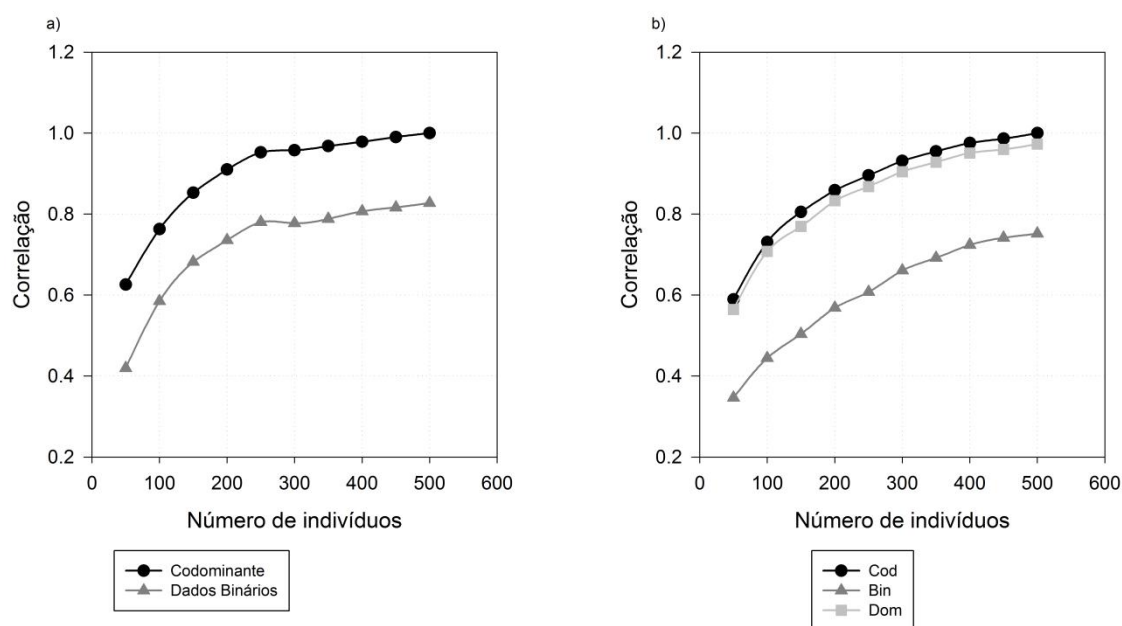 a)
1.2
1.0
0.8
0.6
0.4
0.2
Correlação
0 100 200 300 400 500 600
Número de indivíduos
Codominante
Dados Binários
b)
1.2
1.0
0.8
0.6
0.4
0.2
Correlação
0 100 200 300 400 500 600
Número de indivíduos
Cod
Bin
Dom